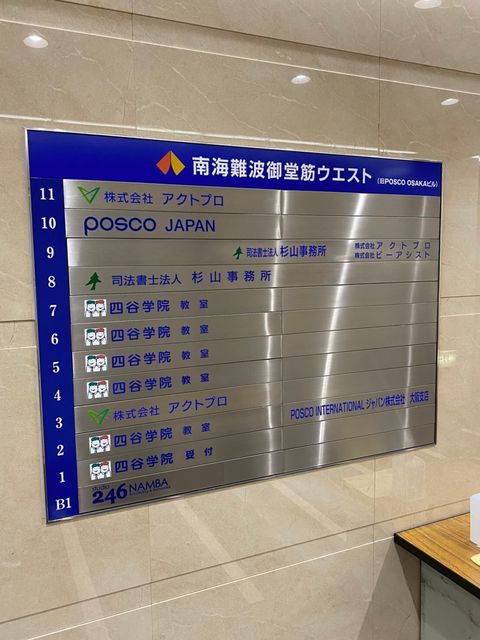 南海難波御堂筋ウエスト (旧POSCO OSAKAビル)
11 株式会社 アクトプロ
10 posco JAPAN
9 司法書士法人 杉山事務所 株式会社 アクトプロ
株式会社 ビーアシスト
8 司法書士法人 杉山事務所
7 四谷学院 教室
6 四谷学院 教室
5 四谷学院 教室
4 四谷学院 教室
3 株式会社 アクトプロ POSCO INTERNATIONAL ジャパン株式会社 大阪支店
2 四谷学院 教室
1 四谷学院 受付
B1 studio 246 NAMBA